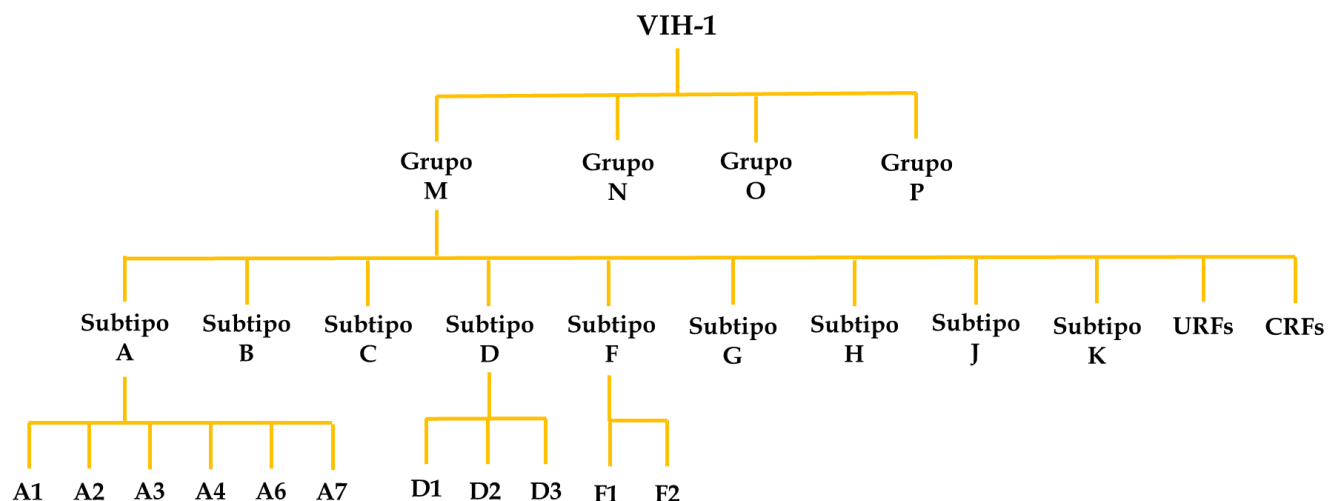 VIH-1
Grupo
M
Grupo
N
Grupo
O
Grupo
P
Subtipo
A
Subtipo
B
Subtipo
C
Subtipo
D
Subtipo
F
Subtipo
G
Subtipo
H
Subtipo
J
Subtipo
K
URFs
CRFs
A1
A2
A3
A4
A6
A7
D1
D2
D3
F1
F2